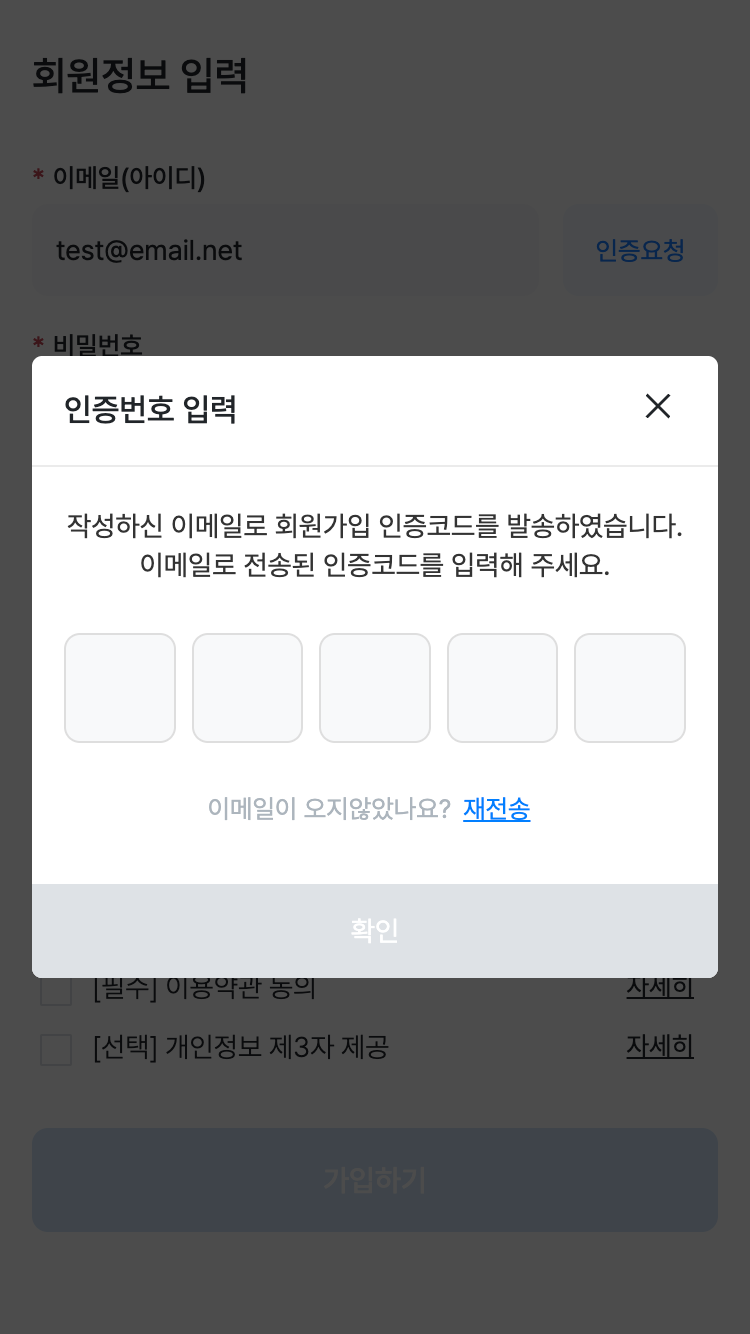 회원정보 입력
* 이메일(아이디)
test@email.net
인증요청
* 비밀번호
인증번호 입력
작성하신 이메일로 회원가입 인증코드를 발송하였습니다.
이메일로 전송된 인증코드를 입력해 주세요.
이메일이 오지않았나요? 재전송
확인
[필수] 이용약관 동의 자세히
[선택] 개인정보 제3자 제공 자세히
가입하기